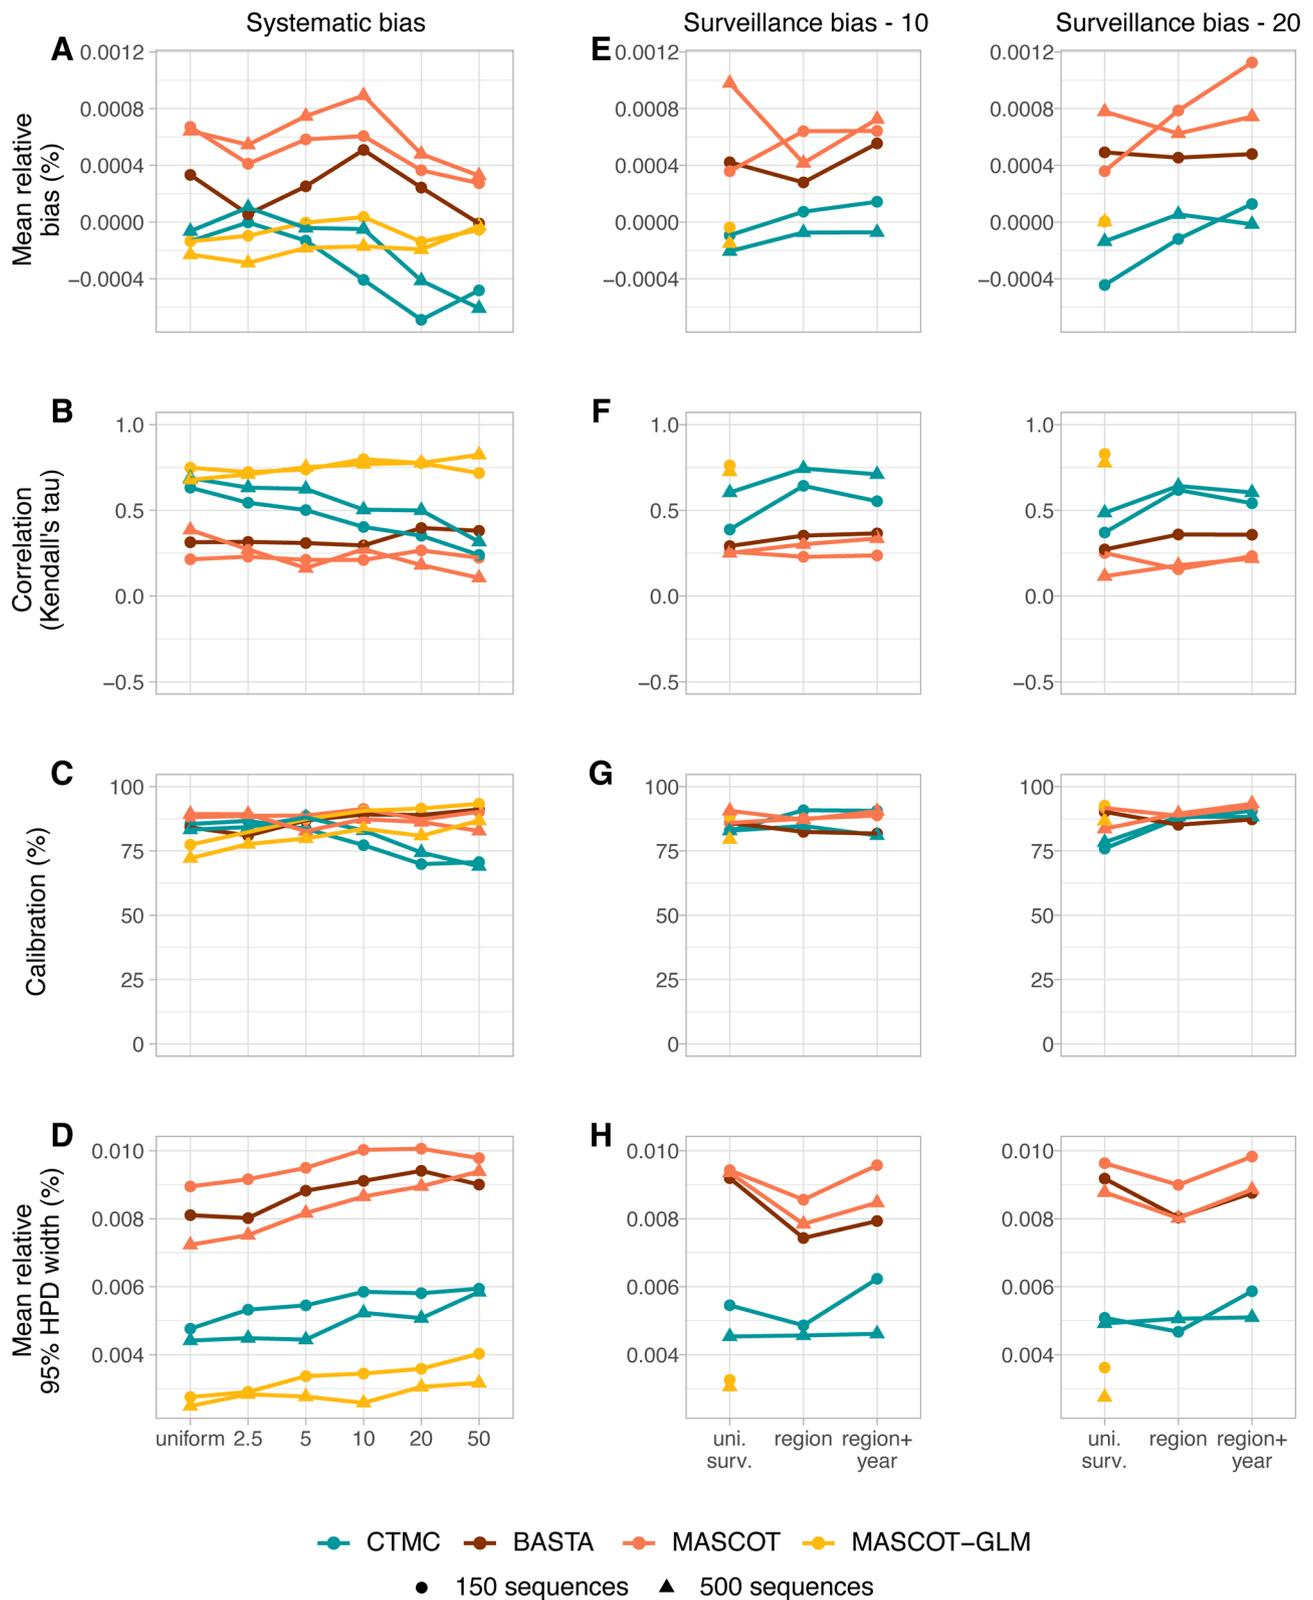 Systematic bias
Surveillance bias - 10
Surveillance bias - 20
A
Mean relative
bias (%)
0.0012
0.0008
0.0004
0.0000
−0.0004
E
0.0012
0.0008
0.0004
0.0000
−0.0004
0.0012
0.0008
0.0004
0.0000
−0.0004
B
Correlation
(Kendall's tau)
1.0
0.5
0.0
−0.5
F
1.0
0.5
0.0
−0.5
1.0
0.5
0.0
−0.5
C
Calibration (%)
100
75
50
25
0
G
100
75
50
25
0
100
75
50
25
0
D
Mean relative
95% HPD width (%)
0.010
0.008
0.006
0.004
uniform 2.5 5 10 20 50
H
0.010
0.008
0.006
0.004
uni. region region+
surv. year
0.010
0.008
0.006
0.004
uni. region region+
surv. year
CTMC BASTA MASCOT MASCOT−GLM
150 sequences 500 sequences